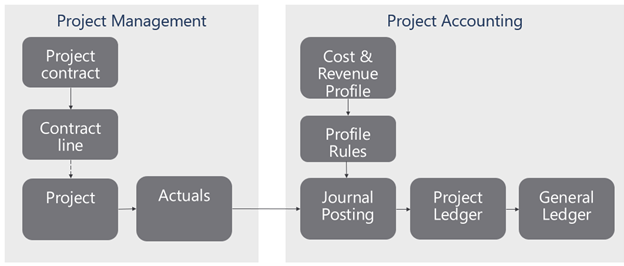 Project Management
Project
contract
Contract
line
Project
Actuals
Project Accounting
Cost &
Revenue
Profile
Profile
Rules
Journal
Posting
Project
Ledger
General
Ledger